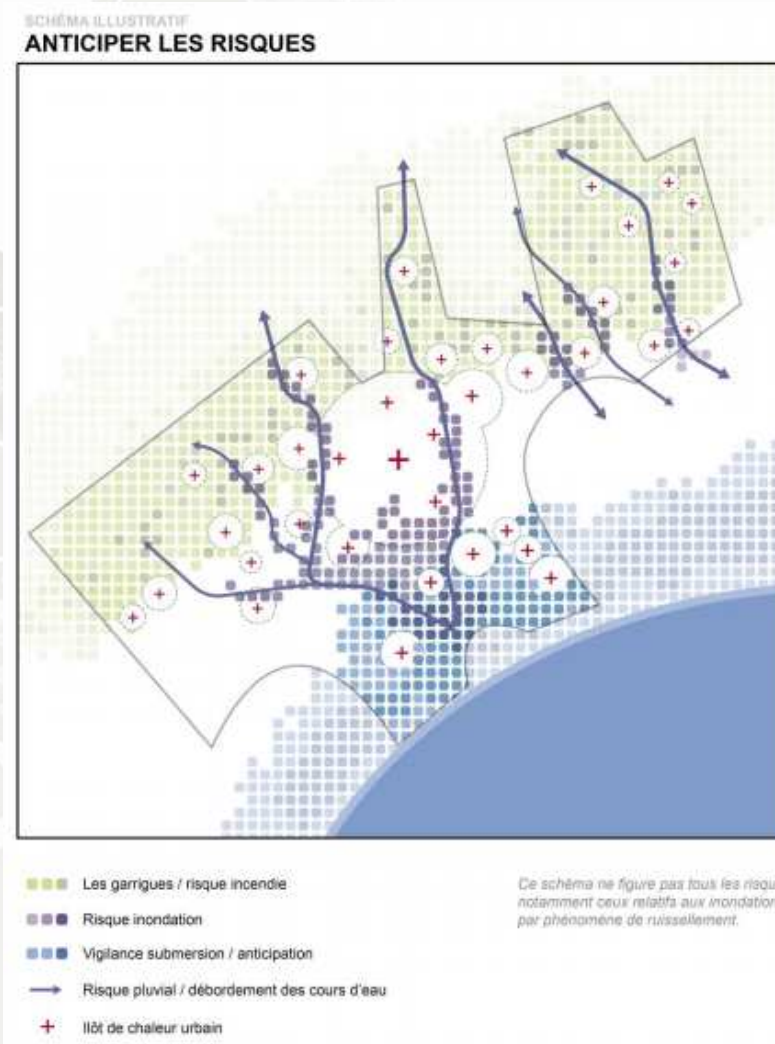 SCHÉMA ILLUSTRATIF
ANTICIPER LES RISQUES
Les garrigues / risque incendie
Risque inondation
Vigilance submersion / anticipation
Risque pluvial / débordement des cours d'eau
Ilôt de chaleur urbain
Ce schéma ne figure pas tous les risqu
notamment ceux relatifs aux inondation
par phénomène de ruissellement.